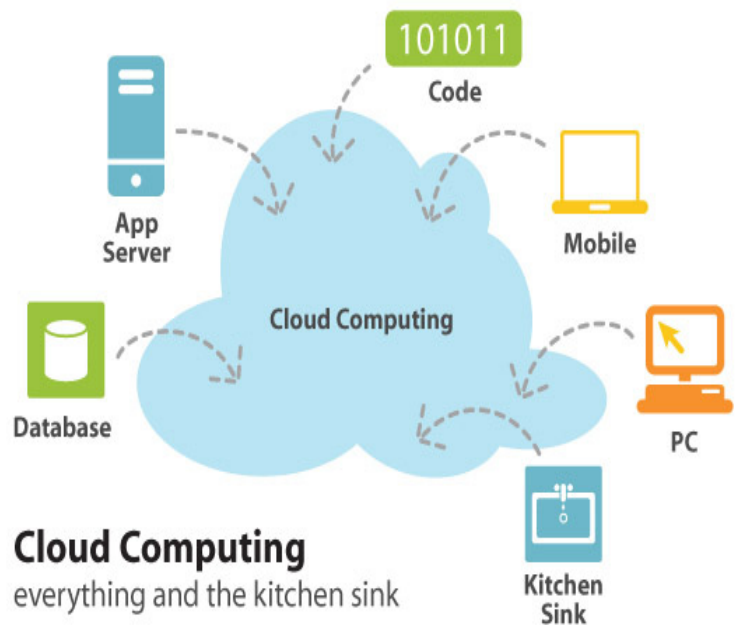 101011
Code
App
Server
Mobile
Cloud Computing
Database
PC
Kitchen
Sink
Cloud Computing
everything and the kitchen sink